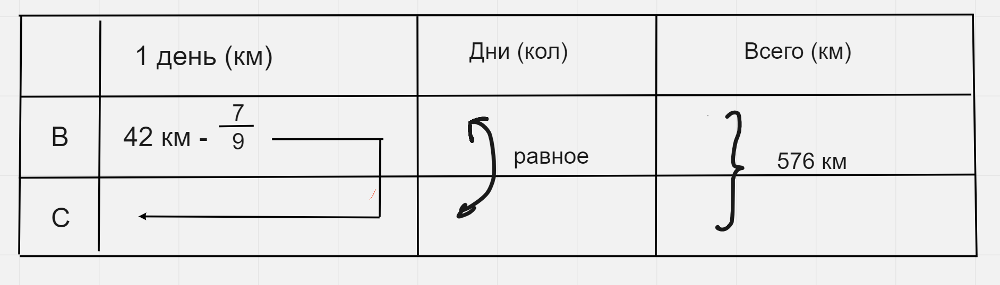 1 день (км)
Дни (кол)
Всего (км)
В
42 км - 7/9
равное
576 км
С